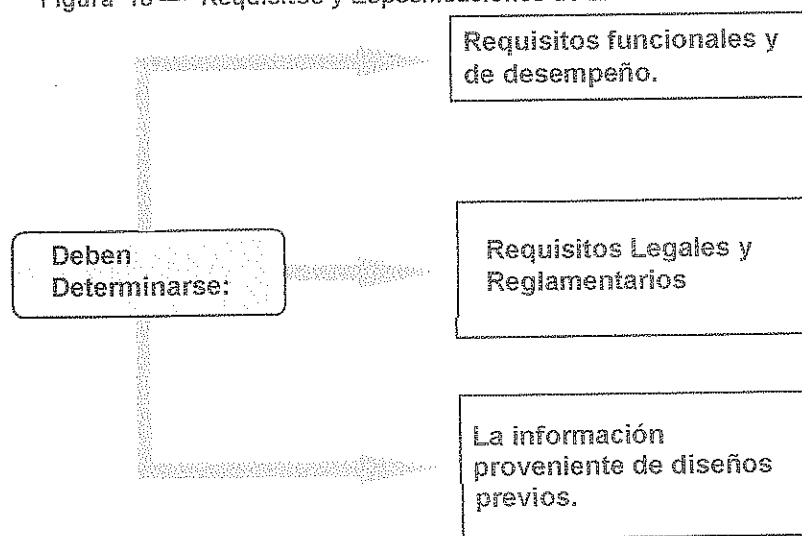 Requisitos funcionales y
de desempeño.
Deben
Determinarse:
Requisitos Legales y
Reglamentarios
La información
proveniente de diseños
previos.